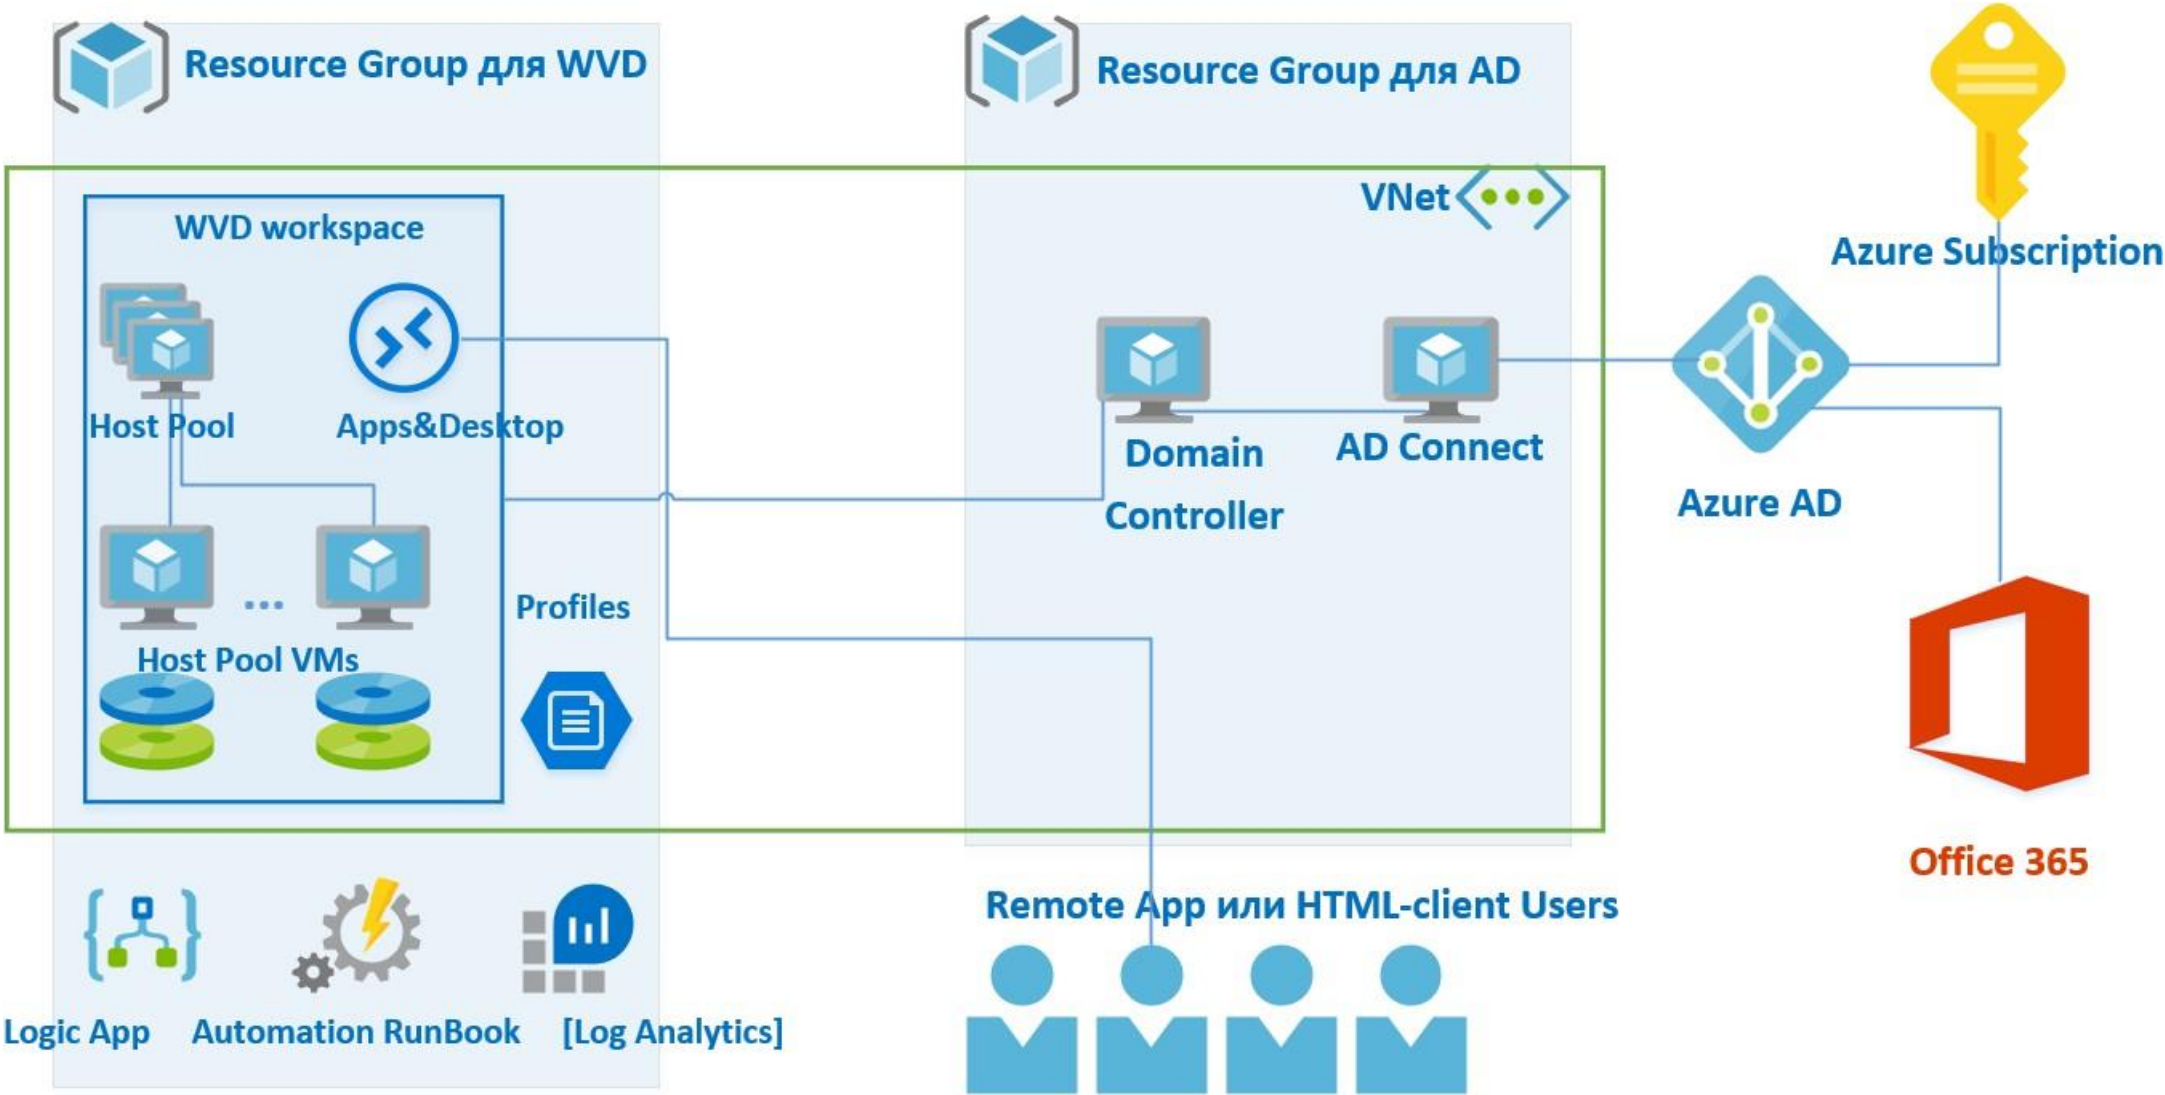 Resource Group для WVD
Resource Group для AD
VNet
Azure Subscription
WVD workspace
Host Pool
Apps&Desktop
Domain
Controller
AD Connect
Azure AD
Profiles
Host Pool VMs
Office 365
Remote App или HTML-client Users
Logic App
Automation RunBook
[Log Analytics]